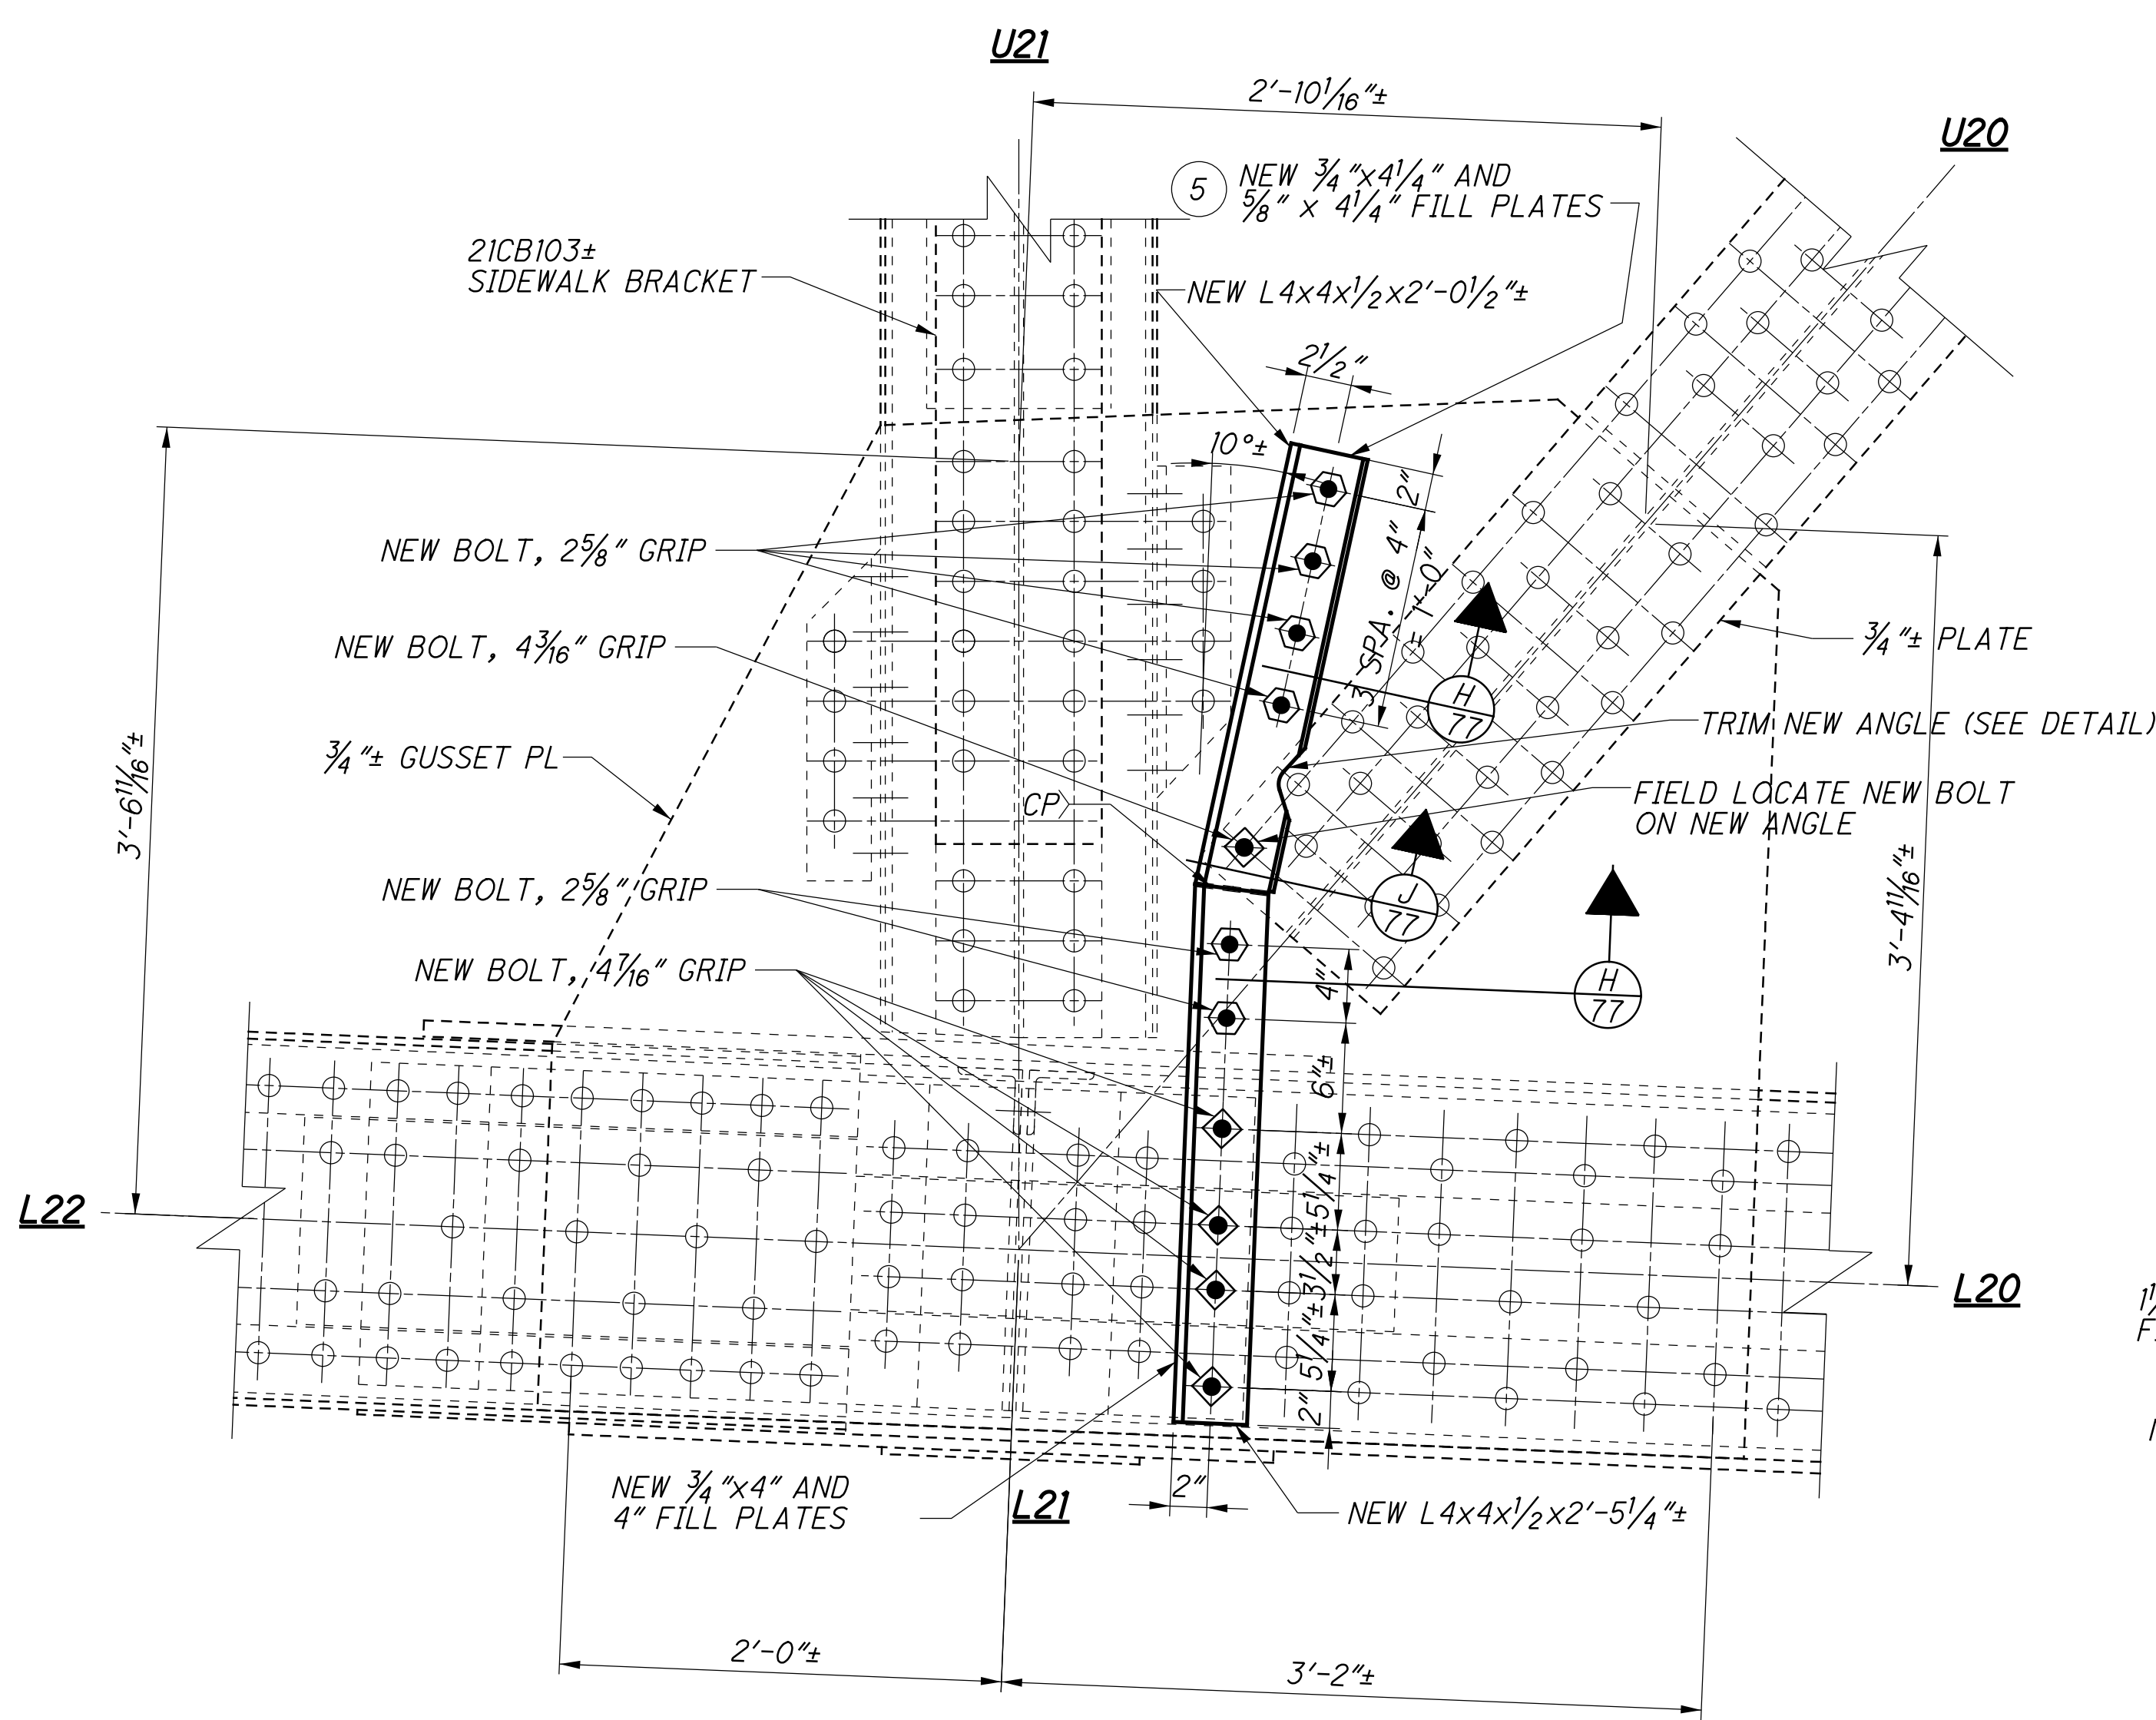 U21
2'-10 1/16"±
U20
5
NEW 3/4"x4 1/4" AND
5/8" x 4 1/4" FILL PLATES
21CB103±
SIDEWALK BRACKET
NEW L4x4x1/2x2'-0 1/2"±
2 1/2"
10°±
2"
3 SPA. @ 4"
= 1'-0"
NEW BOLT, 2 5/8" GRIP
NEW BOLT, 4 3/16" GRIP
3/4"± PLATE
H
77
TRIM NEW ANGLE (SEE DETAIL)
3/4"± GUSSET PL
3'-6 11/16"±
CP
FIELD LOCATE NEW BOLT
ON NEW ANGLE
NEW BOLT, 2 5/8" GRIP
J
77
3'-4 11/16"±
NEW BOLT, 4 7/16" GRIP
4"
H
77
6"±
5 1/4"±
3 1/2"±
5 1/4"±
2"
L22
L20
NEW 3/4"x4" AND
4" FILL PLATES
L21
2"
NEW L4x4x1/2x2'-5 1/4"±
2'-0"±
3'-2"±